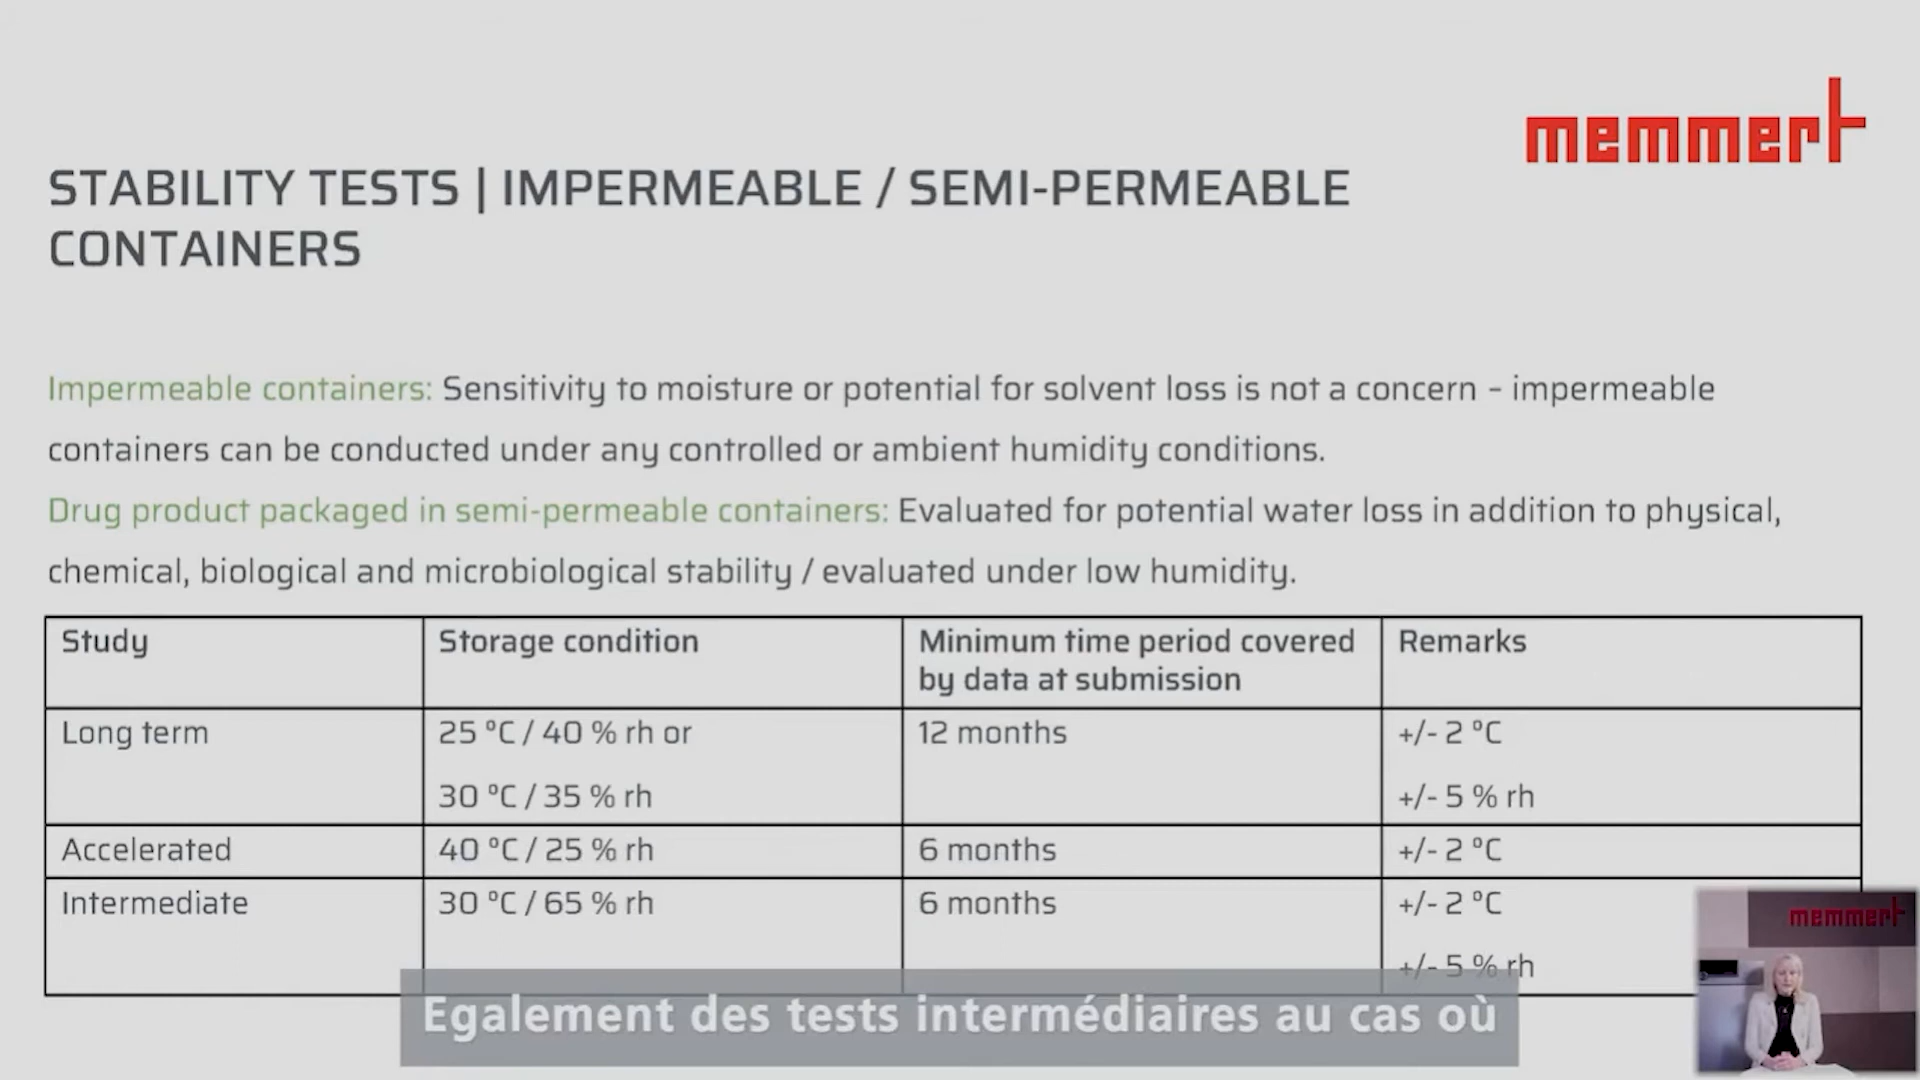 memmert
STABILITY TESTS | IMPERMEABLE / SEMI-PERMEABLE
CONTAINERS
Impermeable containers: Sensitivity to moisture or potential for solvent loss is not a concern – impermeable
containers can be conducted under any controlled or ambient humidity conditions.
Drug product packaged in semi-permeable containers: Evaluated for potential water loss in addition to physical,
chemical, biological and microbiological stability / evaluated under low humidity.
Study Storage condition Minimum time period covered by data at submission Remarks
Long term 25 °C / 40 % rh or 12 months +/- 2 °C
30 °C / 35 % rh +/- 5 % rh
Accelerated 40 °C / 25 % rh 6 months +/- 2 °C
Intermediate 30 °C / 65 % rh 6 months +/- 2 °C
+/- 5 % rh
memmert
Egalement des tests intermédiaires au cas où